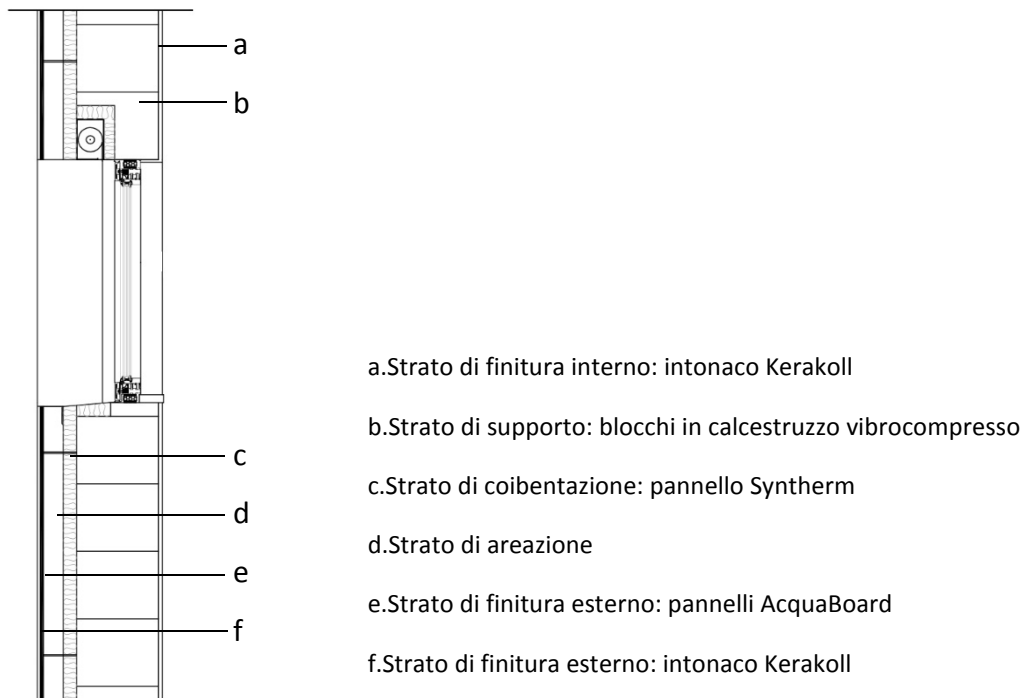 a
b
a.Strato di finitura interno: intonaco Kerakoll
b.Strato di supporto: blocchi in calcestruzzo vibrocompresso
c
c.Strato di coibentazione: pannello Syntherm
d
d.Strato di areazione
e
e.Strato di finitura esterno: pannelli AcquaBoard
f
f.Strato di finitura esterno: intonaco Kerakoll